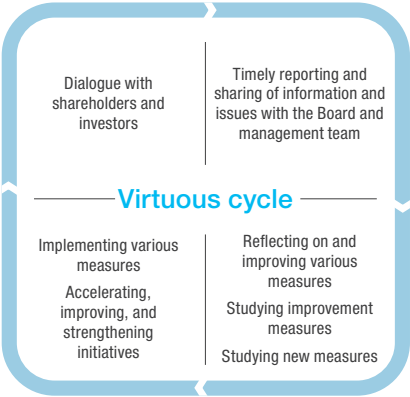 Dialogue with
shareholders and
investors
Timely reporting and
sharing of information and
issues with the Board and
management team
Virtuous cycle
Implementing various
measures
Accelerating,
improving, and
strengthening
initiatives
Reflecting on and
improving various
measures
Studying improvement
measures
Studying new measures